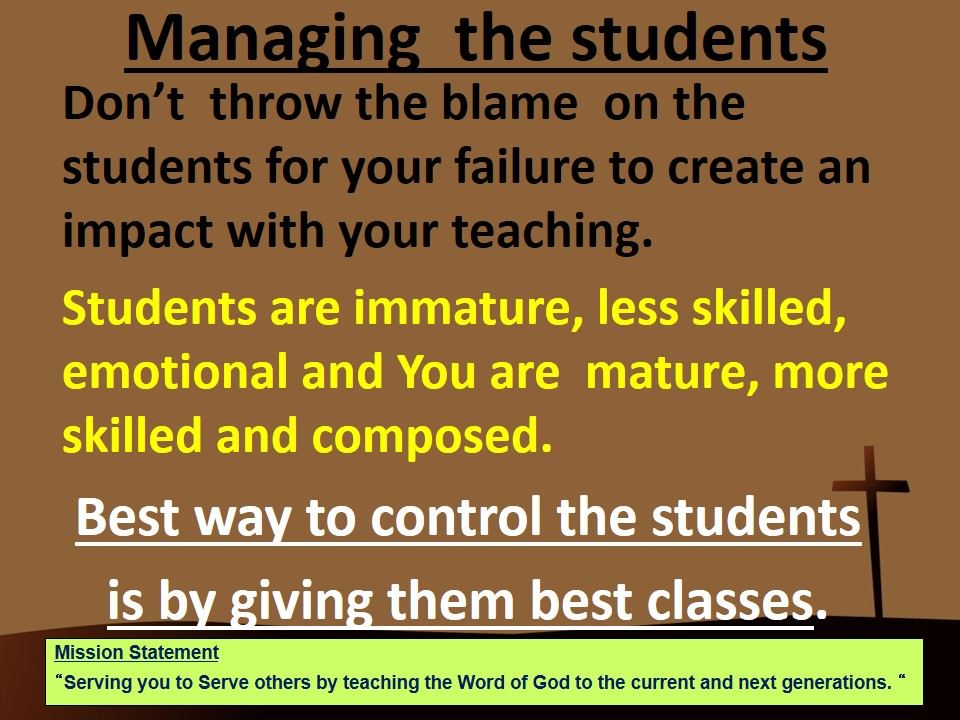 Managing  the students
Don’t  throw the blame  on the
students for your failure to create an
impact with your teaching.
Students are immature, less skilled,
emotional and You are  mature, more
skilled and composed.
Best way to control the students
is by giving them best classes.
Mission Statement
“Serving you to Serve others by teaching the Word of God to the current and next generations. “